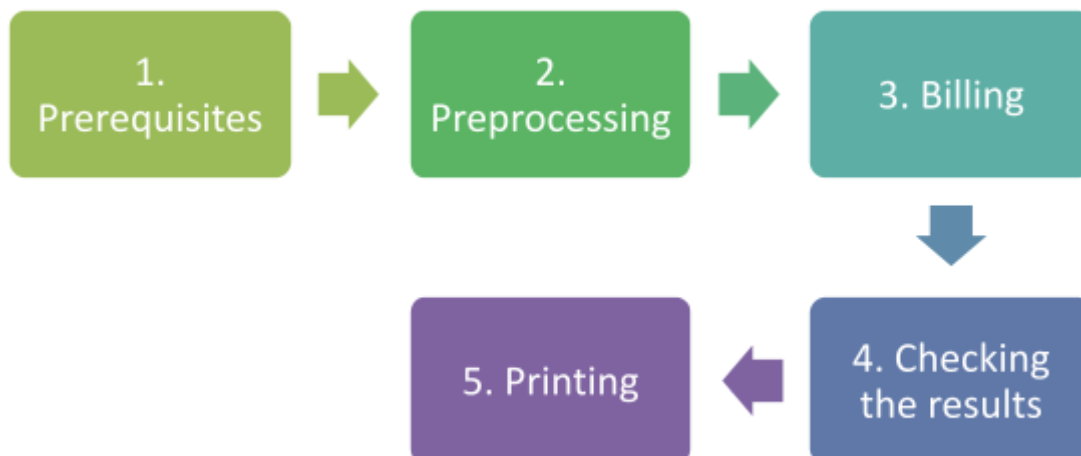 1.
Prerequisites
2.
Preprocessing
3. Billing
4. Checking
the results
5. Printing